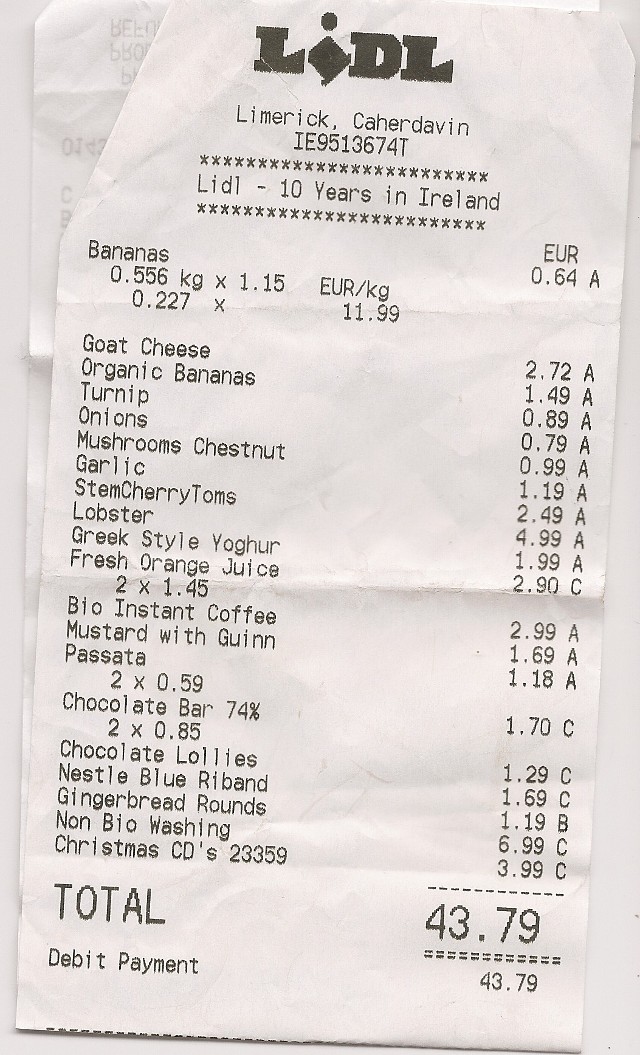 LIDL
Limerick, Caherdavin
IE9513674T
*************************
Lidl - 10 Years in Ireland
*************************
EUR
Bananas 0.64 A
0.556 kg x 1.15 EUR/kg
0.227 x 11.99
Goat Cheese 2.72 A
Organic Bananas 1.49 A
Turnip 0.89 A
Onions 0.79 A
Mushrooms Chestnut 0.99 A
Garlic 1.19 A
StemCherryToms 2.49 A
Lobster 4.99 A
Greek Style Yoghur 1.99 A
Fresh Orange Juice 2.90 C
2 x 1.45
Bio Instant Coffee 2.99 A
Mustard with Guinn 1.69 A
Passata 1.18 A
2 x 0.59
Chocolate Bar 74% 1.70 C
2 x 0.85
Chocolate Lollies 1.29 C
Nestle Blue Riband 1.69 C
Gingerbread Rounds 1.19 B
Non Bio Washing 6.99 C
Christmas CD's 23359 3.99 C
------------
TOTAL 43.79
============
Debit Payment 43.79